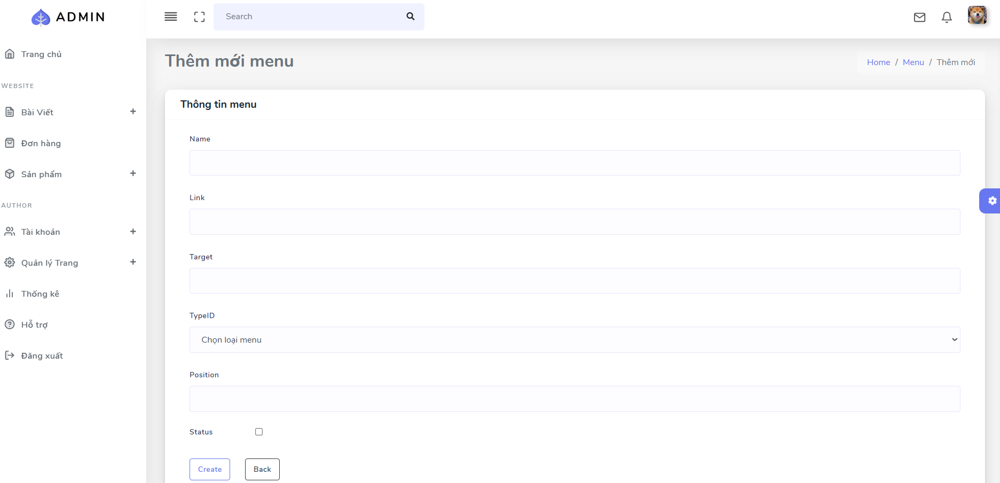 ADMIN
Search
Trang chủ
WEBSITE
Bài Viết
Đơn hàng
Sản phẩm
AUTHOR
Tài khoản
Quản lý Trang
Thống kê
Hỗ trợ
Đăng xuất
Thêm mới menu
Home / Menu / Thêm mới
Thông tin menu
Name
Link
Target
TypeID
Chọn loại menu
Position
Status
Create
Back